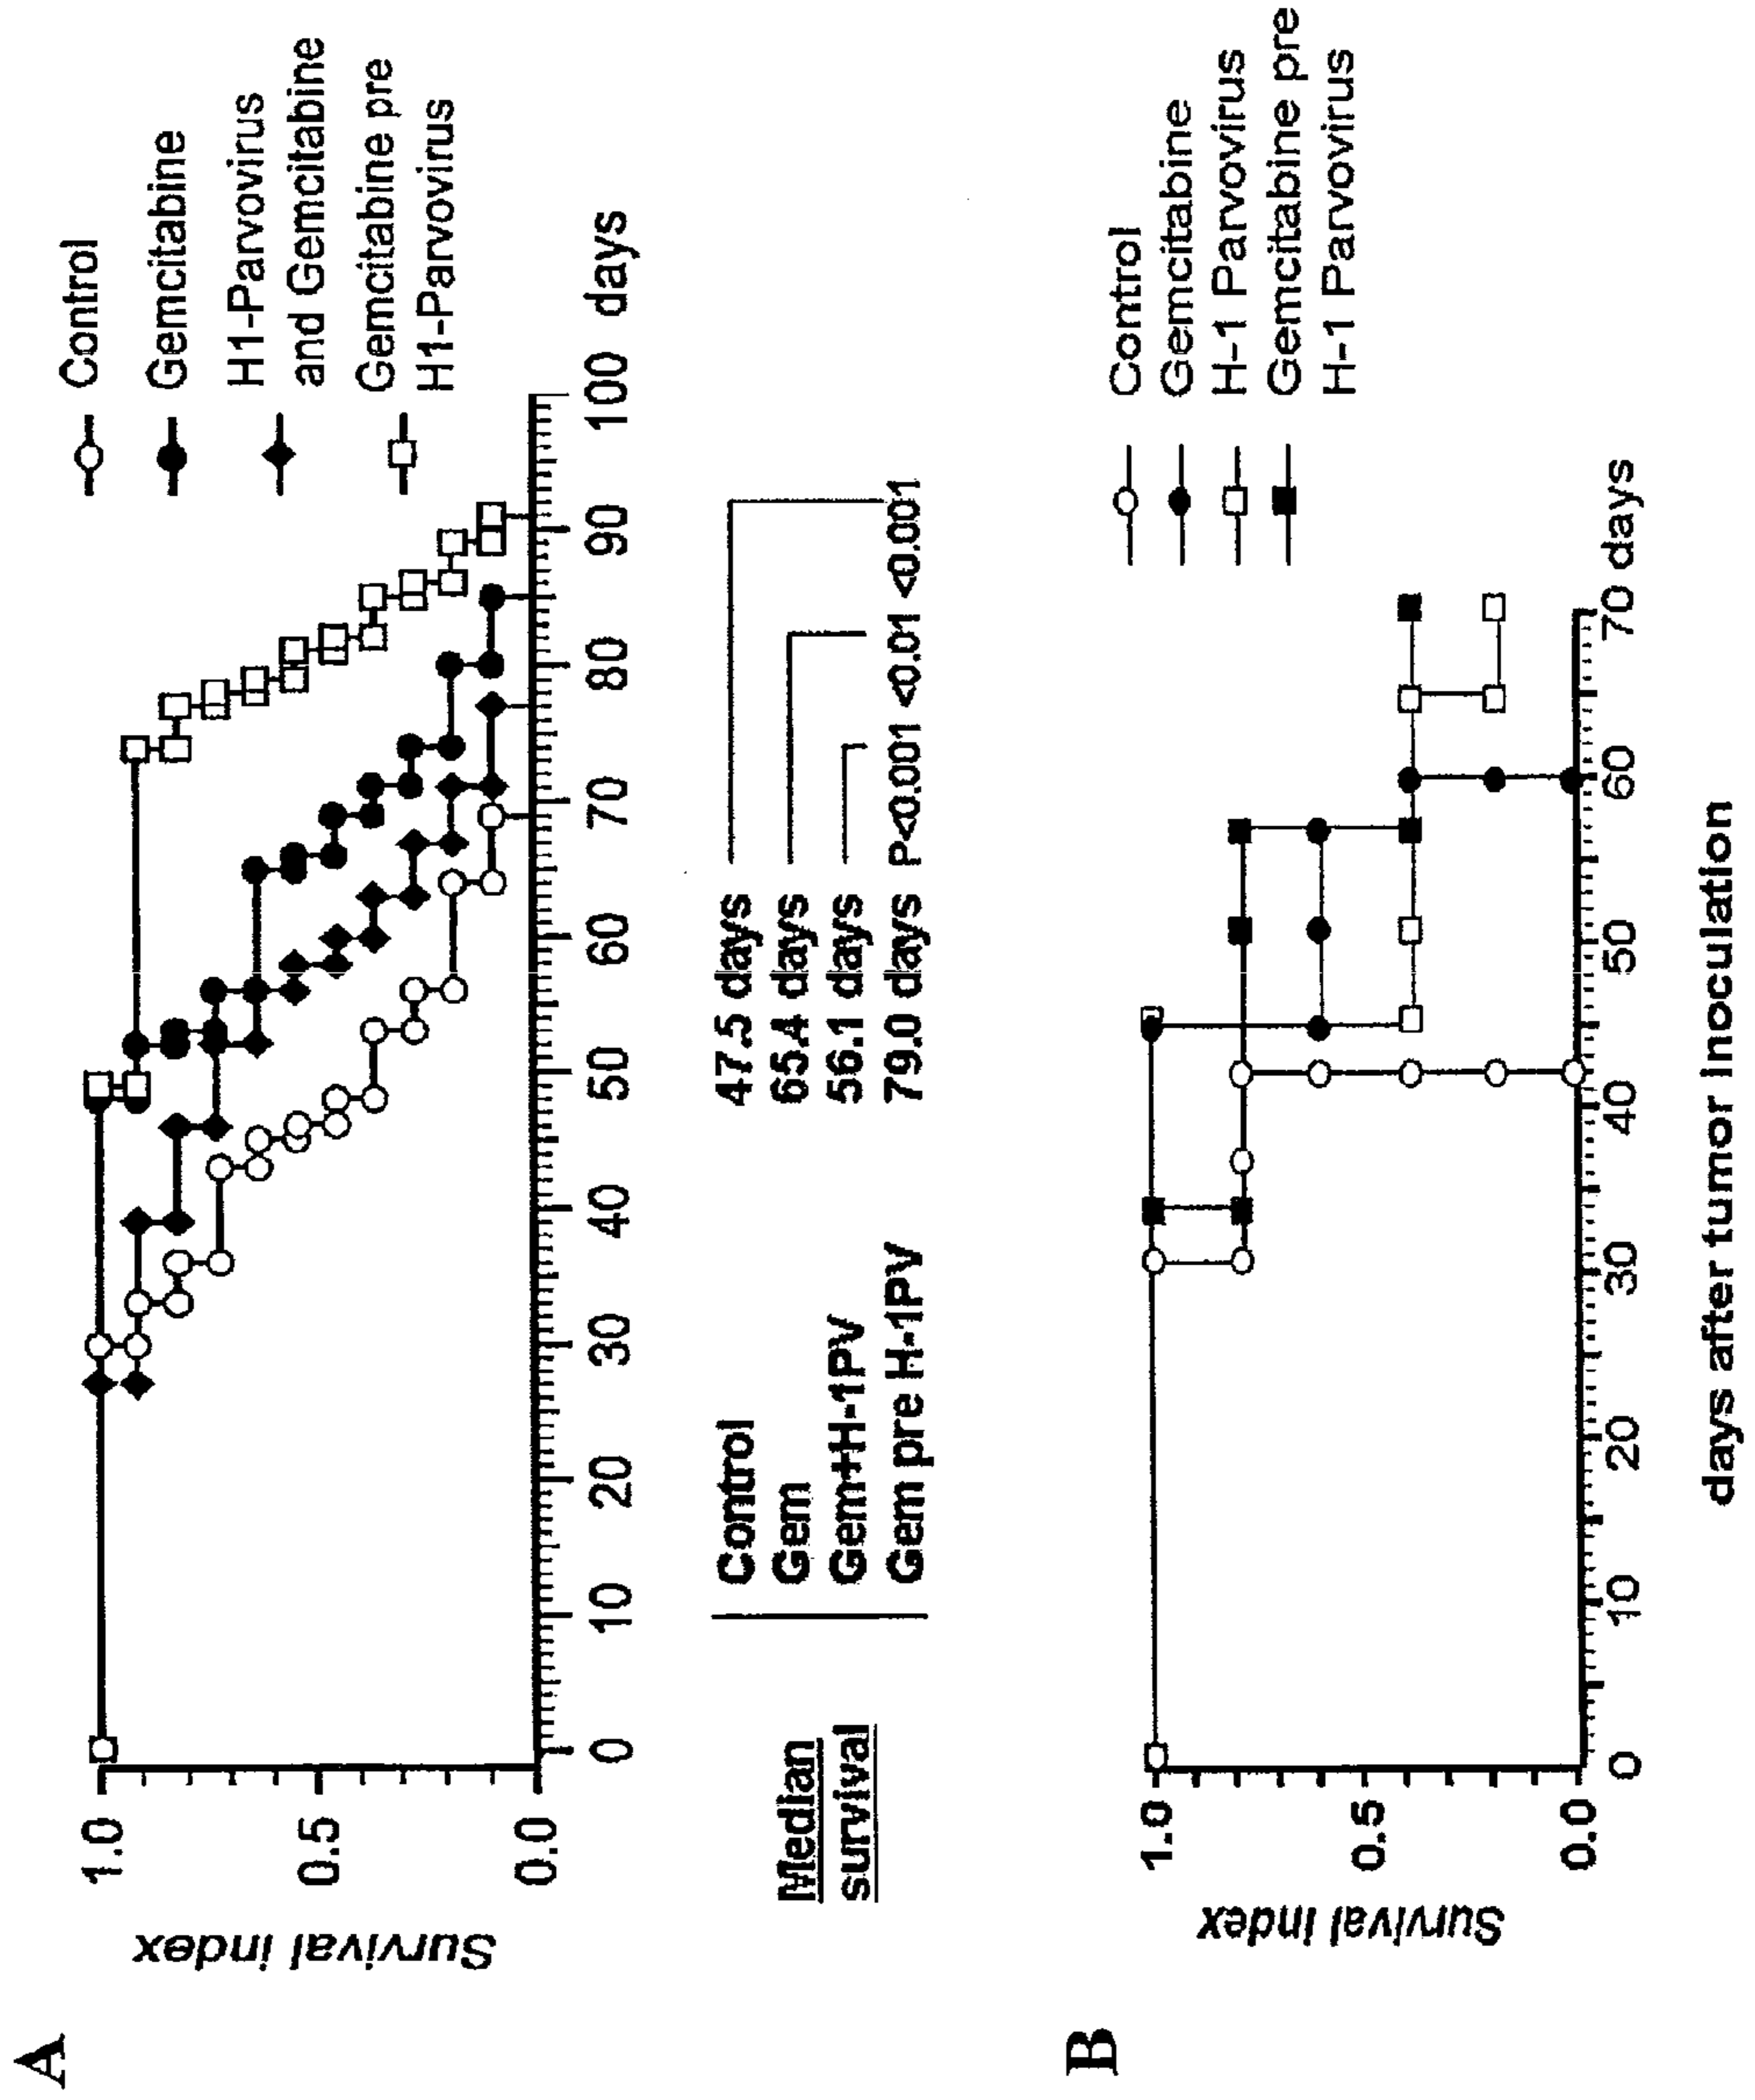 A
Survival index
1.0
0.5
0.0
0 10 20 30 40 50 60 70 80 90 100 days
Control
Gemcitabine
H1-Parvovirus
and Gemcitabine
Gemcitabine pre
H1-Parvovirus
Median
survival
Control 47.5 days
Gem 65.4 days
Gem+H-1PV 56.1 days
Gem pre H-1PV 79.0 days P<0.001 <0.01 <0.001
B
Survival index
1.0
0.5
0.0
0 10 20 30 40 50 60 70 days
days after tumor inoculation
Control
Gemcitabine
H-1 Parvovirus
Gemcitabine pre
H-1 Parvovirus